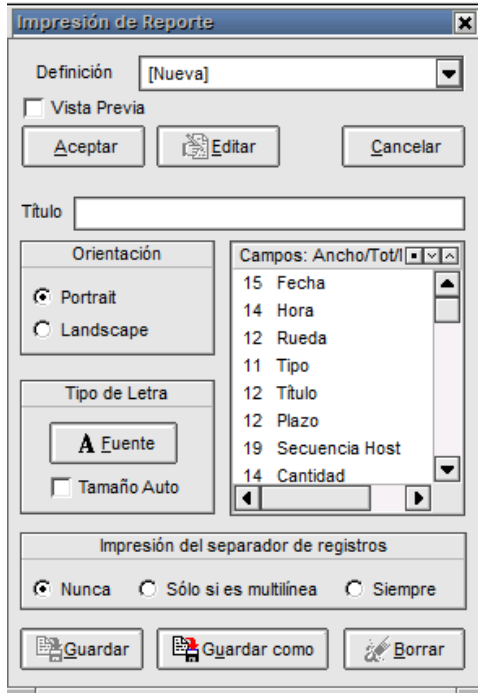 Impresión de Reporte
Definición [Nueva]
Vista Previa
Aceptar Editar Cancelar
Título
Orientación
Portrait
Landscape
Campos: Ancho/Tot/
15 Fecha
14 Hora
12 Rueda
11 Tipo
12 Título
12 Plazo
19 Secuencia Host
14 Cantidad
Tipo de Letra
A Fuente
Tamaño Auto
Impresión del separador de registros
Nunca Sólo si es multilínea Siempre
Guardar Guardar como Borrar